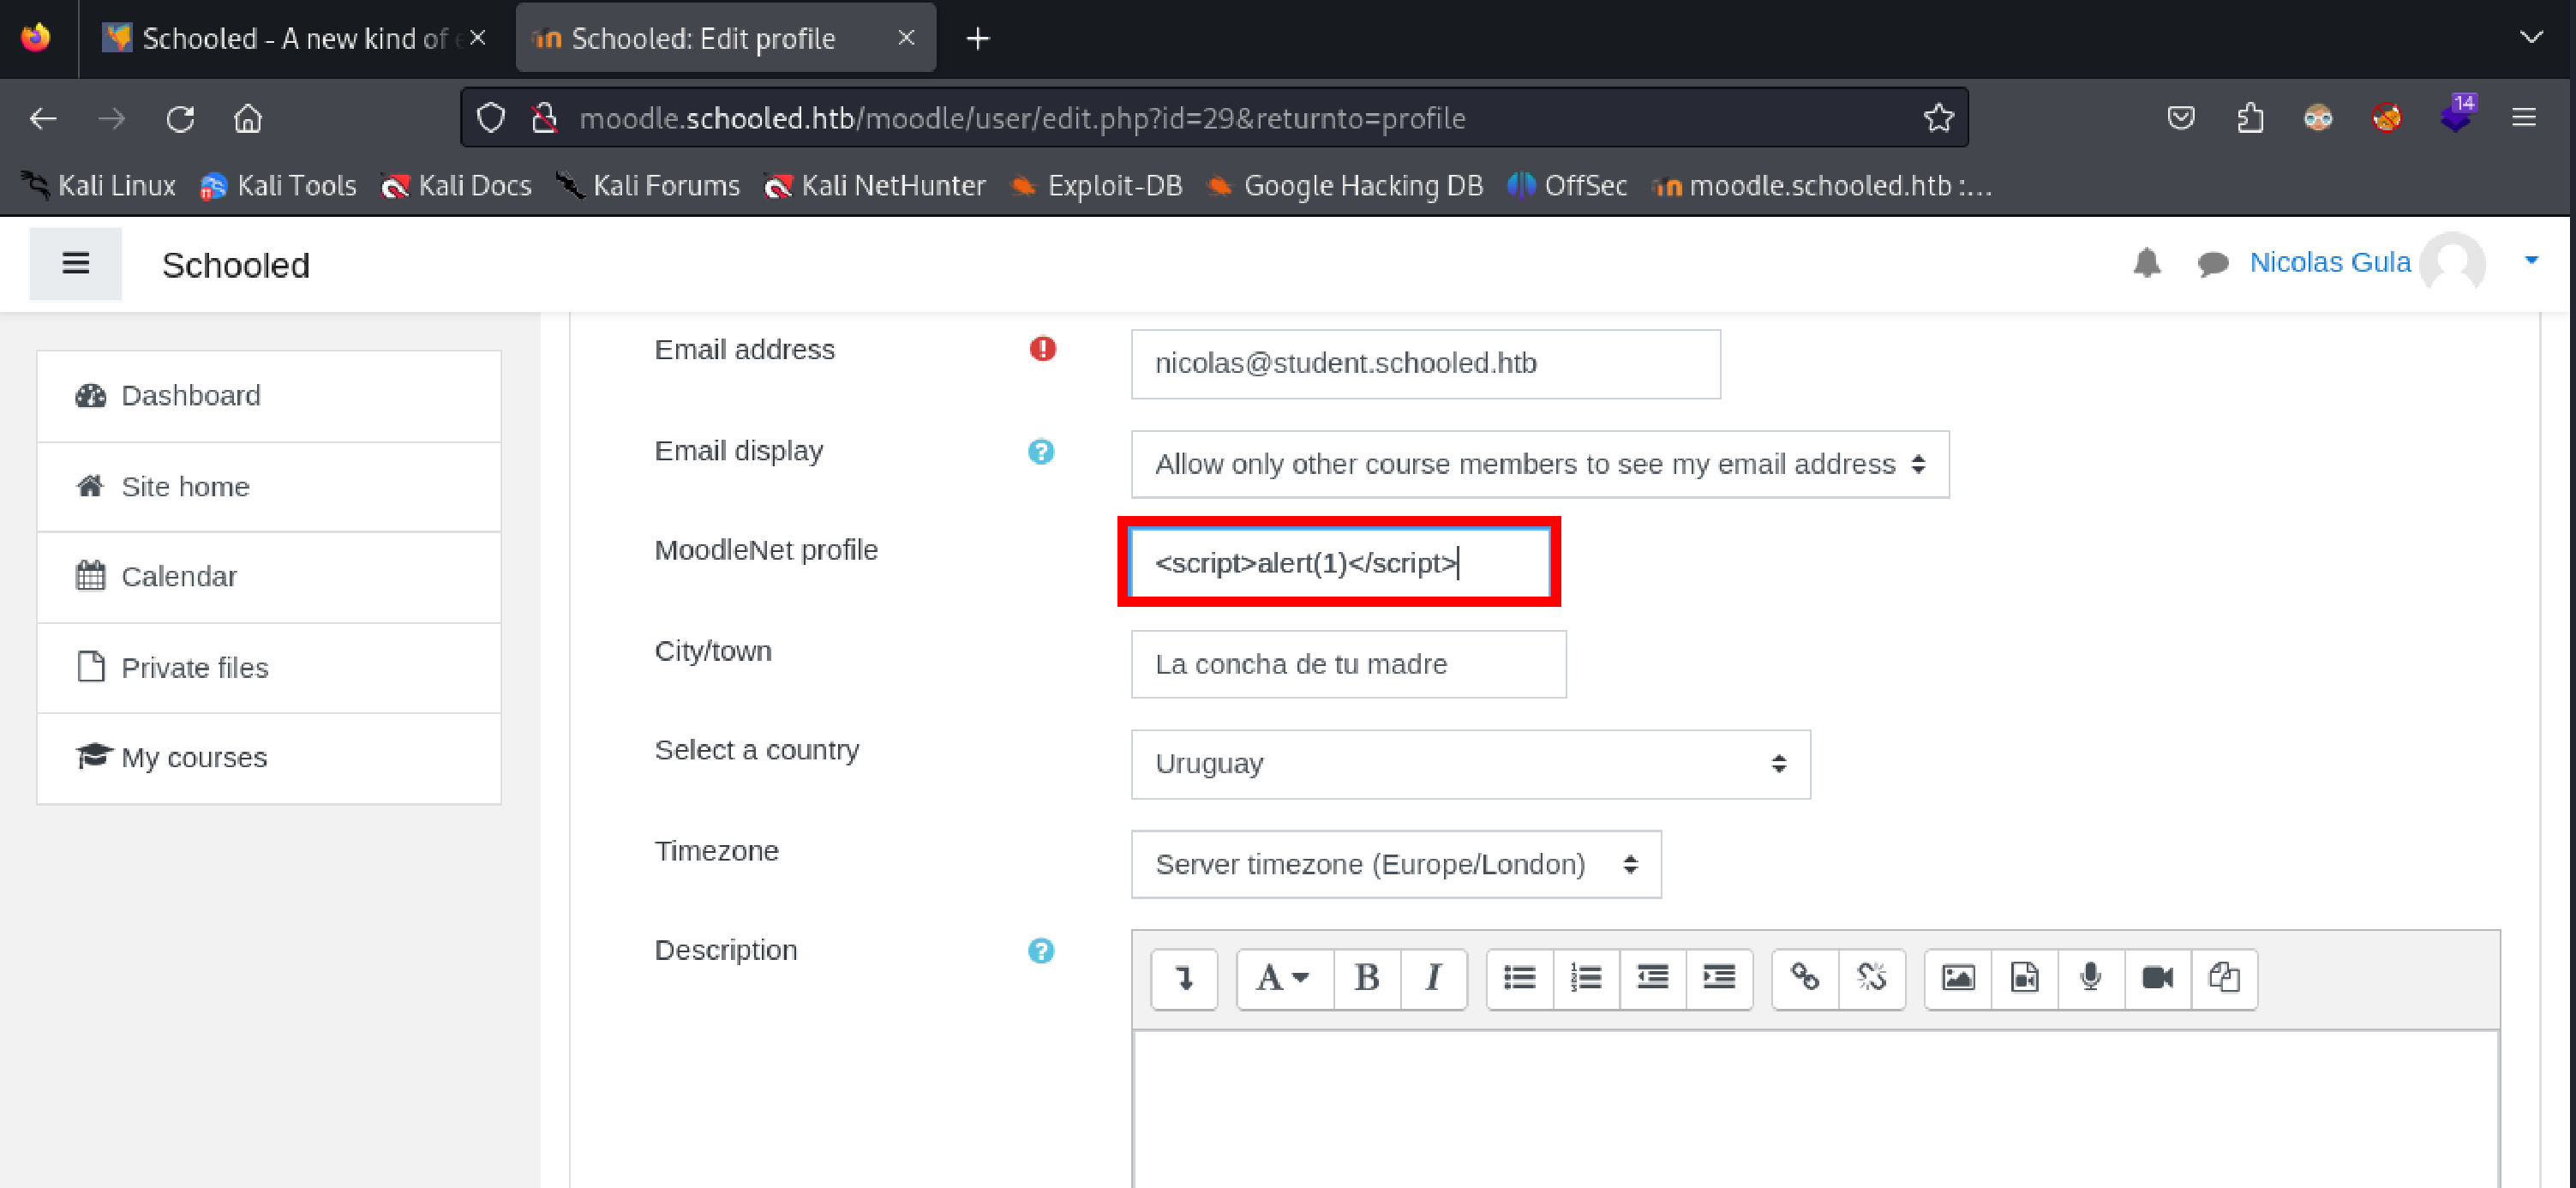 Schooled - A new kind of e
Schooled: Edit profile
moodle.schooled.htb/moodle/user/edit.php?id=29&returnto=profile
14
Kali Linux Kali Tools Kali Docs Kali Forums Kali NetHunter Exploit-DB Google Hacking DB OffSec moodle.schooled.htb :...
Schooled
Nicolas Gula
Dashboard
Site home
Calendar
Private files
My courses
Email address
nicolas@student.schooled.htb
Email display
Allow only other course members to see my email address
MoodleNet profile
<script>alert(1)</script>
City/town
La concha de tu madre
Select a country
Uruguay
Timezone
Server timezone (Europe/London)
Description
A B I